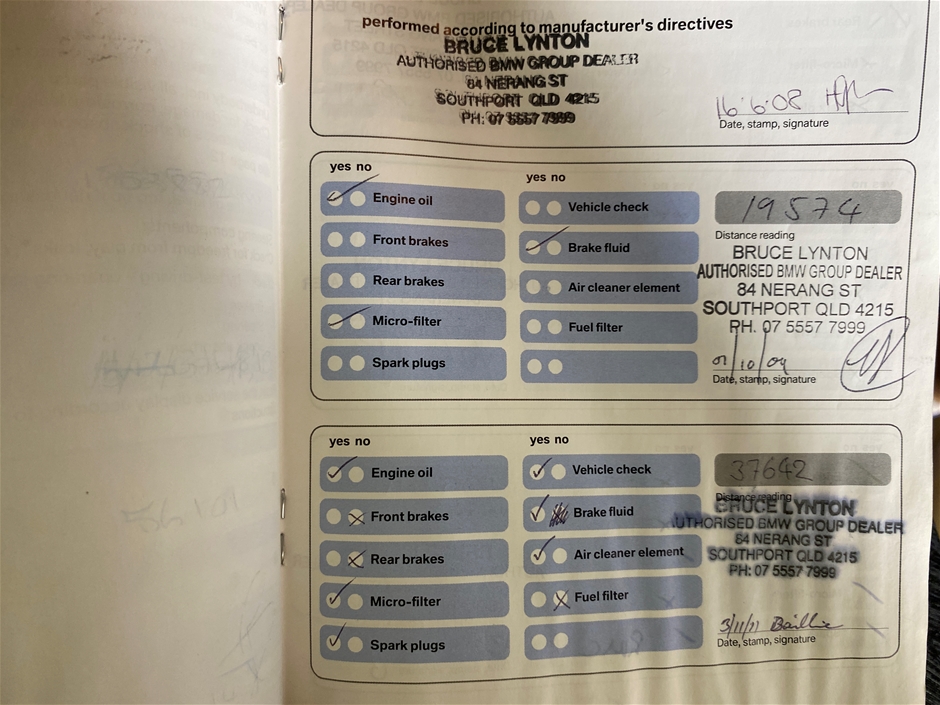 performed according to manufacturer's directives
BRUCE LYNTON
AUTHORISED BMW GROUP DEALER
84 NERANG ST
SOUTHPORT QLD 4215
PH: 07 5557 7999
16.6.08
Date, stamp, signature
yes no
Engine oil
Front brakes
Rear brakes
Micro-filter
Spark plugs
yes no
Vehicle check
Brake fluid
Air cleaner element
Fuel filter
19574
Distance reading
BRUCE LYNTON
AUTHORISED BMW GROUP DEALER
84 NERANG ST
SOUTHPORT QLD 4215
PH. 07 5557 7999
01/10/09
Date, stamp, signature
yes no
Engine oil
Front brakes
Rear brakes
Micro-filter
Spark plugs
yes no
Vehicle check
Brake fluid
Air cleaner element
Fuel filter
37642
Distance reading
BRUCE LYNTON
AUTHORISED BMW GROUP DEALER
84 NERANG ST
SOUTHPORT QLD 4215
PH: 07 5557 7999
3/11/11 Baillie
Date, stamp, signature